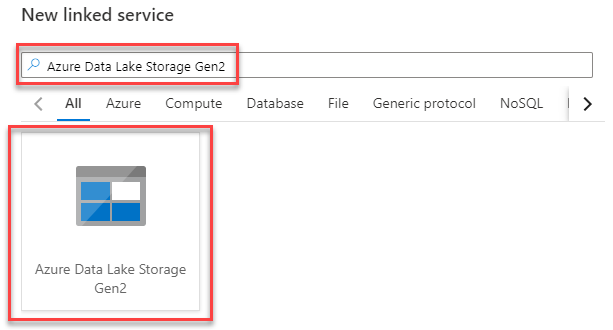 New linked service
Azure Data Lake Storage Gen2
All Azure Compute Database File Generic protocol NoSQL
Azure Data Lake Storage
Gen2